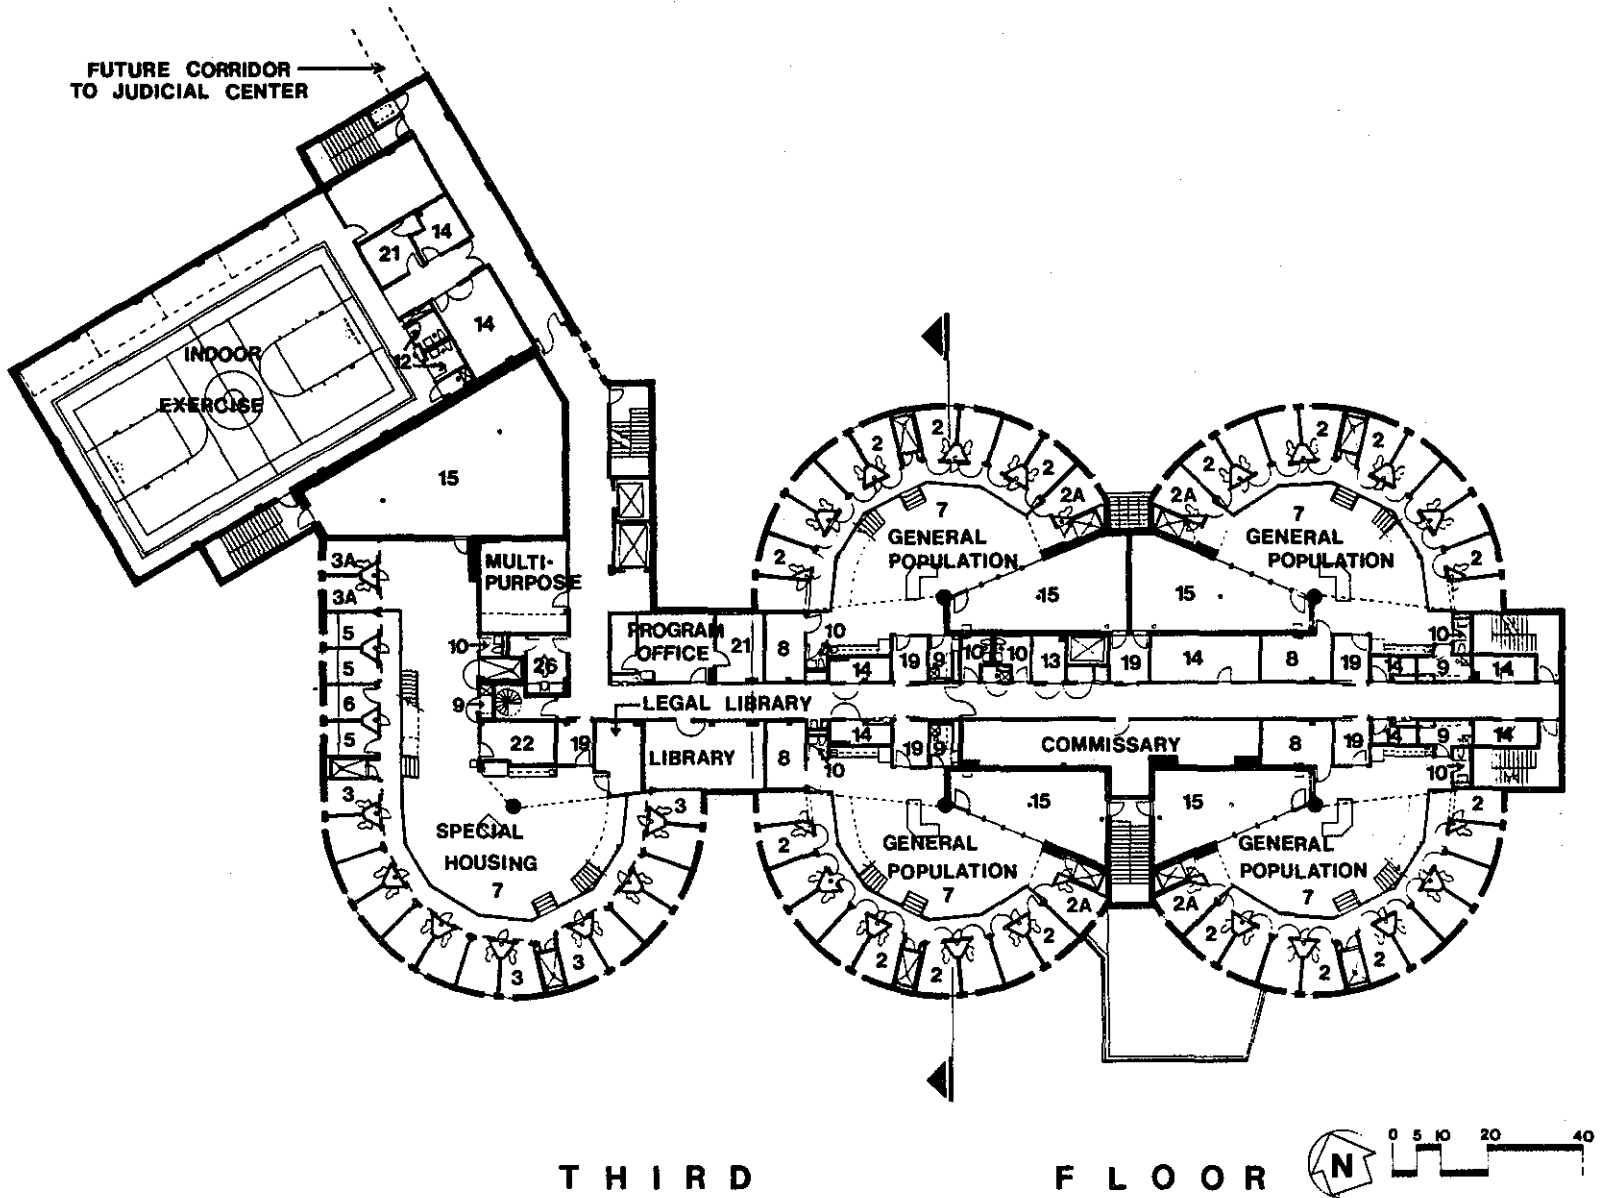 FUTURE CORRIDOR
TO JUDICIAL CENTER
14
21
14
12
INDOOR
EXERCISE
15
2 2 2 2A 2A 2 2 2
7 7
GENERAL
POPULATION
GENERAL
POPULATION
2 2
3A
3A
MULTI-
PURPOSE
15 15
5
5
6
5
10
26
9
PROGRAM
OFFICE
21 8 10 14 19 9 10 10 13 19 14 8 19 14 10 9 14
LEGAL LIBRARY
22 19
LIBRARY
8 10 14 19 9
COMMISSARY
8 19 14 9 10 14
3 3
15 15
2 2
SPECIAL
HOUSING
7
GENERAL
POPULATION
7
GENERAL
POPULATION
7
2A 2A
2 2 2 2 2 2
3 3
THIRD FLOOR
N
0 5 10 20 40